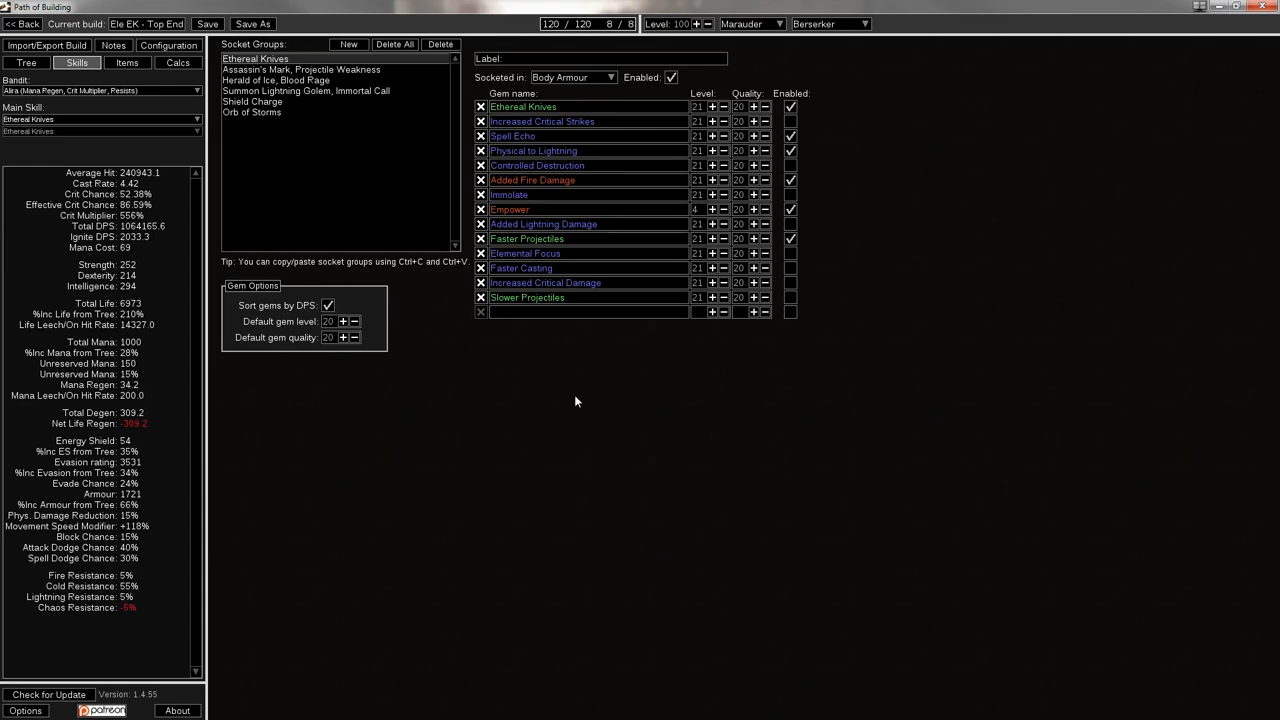 Path of Building
<< Back
Current build: Ele EK - Top End
Save
Save As
120 / 120 8 / 8
Level: 100
Marauder
Berserker
Import/Export Build
Notes
Configuration
Tree
Skills
Items
Calcs
Bandit:
Alira (Mana Regen, Crit Multiplier, Resists)
Main Skill:
Ethereal Knives
Ethereal Knives
Average Hit: 240943.1
Cast Rate: 4.42
Crit Chance: 52.38%
Effective Crit Chance: 86.59%
Crit Multiplier: 556%
Total DPS: 1064165.6
Ignite DPS: 2033.3
Mana Cost: 69
Strength: 252
Dexterity: 214
Intelligence: 294
Total Life: 6973
%Inc Life from Tree: 210%
Life Leech/On Hit Rate: 14327.0
Total Mana: 1000
%Inc Mana from Tree: 28%
Unreserved Mana: 150
Unreserved Mana: 15%
Mana Regen: 34.2
Mana Leech/On Hit Rate: 200.0
Total Degen: 309.2
Net Life Regen: -309.2
Energy Shield: 54
%Inc ES from Tree: 35%
Evasion rating: 3531
%Inc Evasion from Tree: 34%
Evade Chance: 24%
Armour: 1721
%Inc Armour from Tree: 66%
Phys. Damage Reduction: 15%
Movement Speed Modifier: +118%
Block Chance: 15%
Attack Dodge Chance: 40%
Spell Dodge Chance: 30%
Fire Resistance: 5%
Cold Resistance: 55%
Lightning Resistance: 5%
Chaos Resistance: -5%
Check for Update
Version: 1.4.55
Options
patreon
About
Socket Groups:
New
Delete All
Delete
Ethereal Knives
Assassin's Mark, Projectile Weakness
Herald of Ice, Blood Rage
Summon Lightning Golem, Immortal Call
Shield Charge
Orb of Storms
Tip: You can copy/paste socket groups using Ctrl+C and Ctrl+V.
Gem Options
Sort gems by DPS:
Default gem level: 20
Default gem quality: 20
Label:
Socketed in: Body Armour Enabled:
Gem name: Level: Quality: Enabled:
Ethereal Knives 21 20
Increased Critical Strikes 21 20
Spell Echo 21 20
Physical to Lightning 21 20
Controlled Destruction 21 20
Added Fire Damage 21 20
Immolate 21 20
Empower 4 20
Added Lightning Damage 21 20
Faster Projectiles 21 20
Elemental Focus 21 20
Faster Casting 21 20
Increased Critical Damage 21 20
Slower Projectiles 21 20